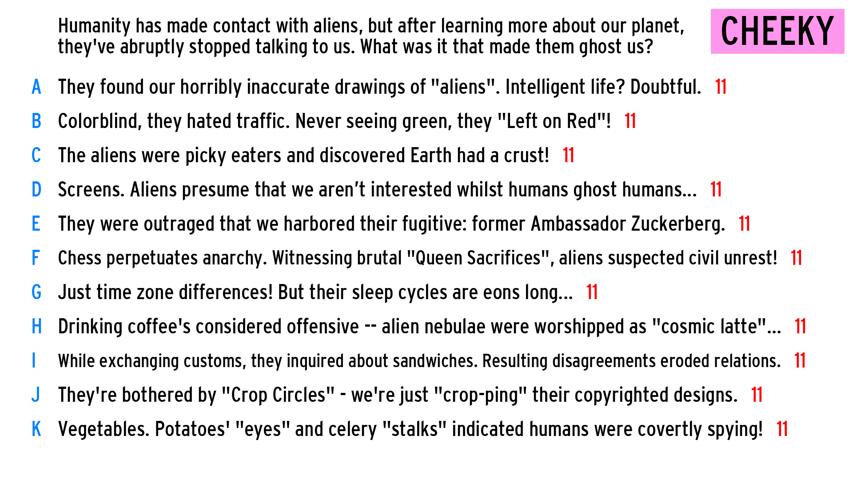 Humanity has made contact with aliens, but after learning more about our planet,
they've abruptly stopped talking to us. What was it that made them ghost us?
CHEEKY
A They found our horribly inaccurate drawings of "aliens". Intelligent life? Doubtful. 11
B Colorblind, they hated traffic. Never seeing green, they "Left on Red"! 11
C The aliens were picky eaters and discovered Earth had a crust! 11
D Screens. Aliens presume that we aren't interested whilst humans ghost humans... 11
E They were outraged that we harbored their fugitive: former Ambassador Zuckerberg. 11
F Chess perpetuates anarchy. Witnessing brutal "Queen Sacrifices", aliens suspected civil unrest! 11
G Just time zone differences! But their sleep cycles are eons long... 11
H Drinking coffee's considered offensive -- alien nebulae were worshipped as "cosmic latte"... 11
I While exchanging customs, they inquired about sandwiches. Resulting disagreements eroded relations. 11
J They're bothered by "Crop Circles" - we're just "crop-ping" their copyrighted designs. 11
K Vegetables. Potatoes' "eyes" and celery "stalks" indicated humans were covertly spying! 11